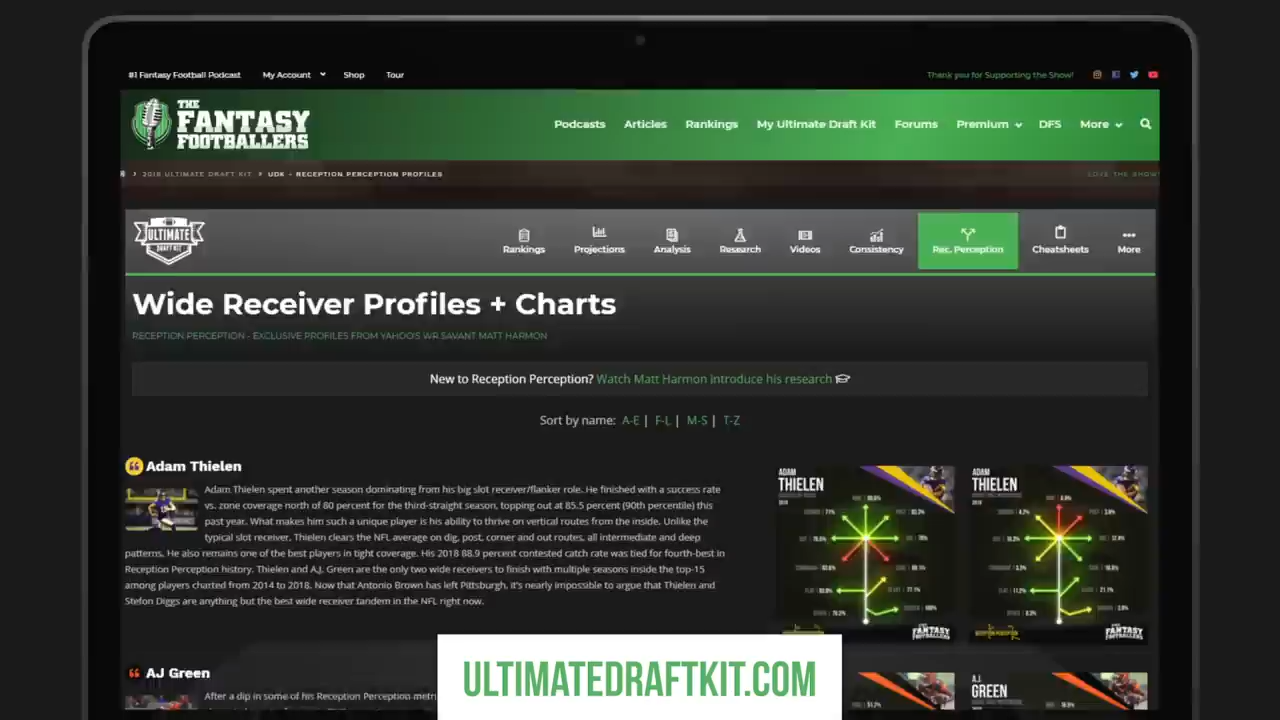 #1 Fantasy Football Podcast My Account Shop Tour Thank you for Supporting the Show!
THE
FANTASY
FOOTBALLERS
Podcasts Articles Rankings My Ultimate Draft Kit Forums Premium DFS More
2019 ULTIMATE DRAFT KIT > UDK - RECEPTION PERCEPTION PROFILES LOVE THE SHOW?
ULTIMATE
DRAFT KIT
Rankings Projections Analysis Research Videos Consistency Rec. Perception Cheatsheets More
Wide Receiver Profiles + Charts
RECEPTION PERCEPTION - EXCLUSIVE PROFILES FROM YAHOO'S WR SAVANT MATT HARMON
New to Reception Perception? Watch Matt Harmon introduce his research
Sort by name: A-E | F-L | M-S | T-Z
Adam Thielen
Adam Thielen spent another season dominating from his big slot receiver/flanker role. He finished with a success rate
vs. zone coverage north of 80 percent for the third-straight season, topping out at 85.5 percent (90th percentile) this
past year. What makes him such a unique player is his ability to thrive on vertical routes from the inside. Unlike the
typical slot receiver, Thielen clears the NFL average on dig, post, corner and out routes, all intermediate and deep
patterns. He also remains one of the best players in tight coverage. His 2018 88.9 percent contested catch rate was tied for fourth-best in
Reception Perception history. Thielen and A.J. Green are the only two wide receivers to finish with multiple seasons inside the top-15
among players charted from 2014 to 2018. Now that Antonio Brown has left Pittsburgh, it's nearly impossible to argue that Thielen and
Stefon Diggs are anything but the best wide receiver tandem in the NFL right now.
ADAM
THIELEN
FANTASY
FOOTBALLERS
ADAM
THIELEN
RECEPTION PERCEPTION
FANTASY
FOOTBALLERS
AJ Green
After a dip in some of his Reception Perception metri
A.J.
GREEN
ULTIMATEDRAFTKIT.COM